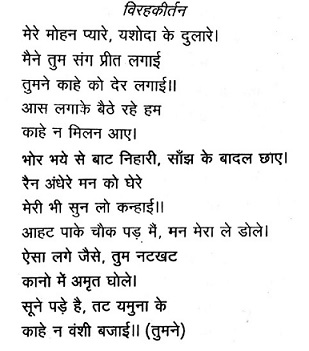 विरहकीर्तन
मेरे मोहन प्यारे, यशोदा के दुलारे।
मैने तुम संग प्रीत लगाई
तुमने काहे को देर लगाई॥
आस लगाके बैठे रहे हम
काहे न मिलन आए।
भोर भये से बाट निहारी, साँझ के बादल छाए।
रैन अंधेरे मन को घेरे
मेरी भी सुन लो कन्हाई॥
आहट पाके चौक पड़ मैं, मन मेरा ले डोले।
ऐसा लगे जैसे, तुम नटखट
कानो में अमृत घोले।
सूने पड़े है, तट यमुना के
काहे न वंशी बजाई॥ (तुमने)